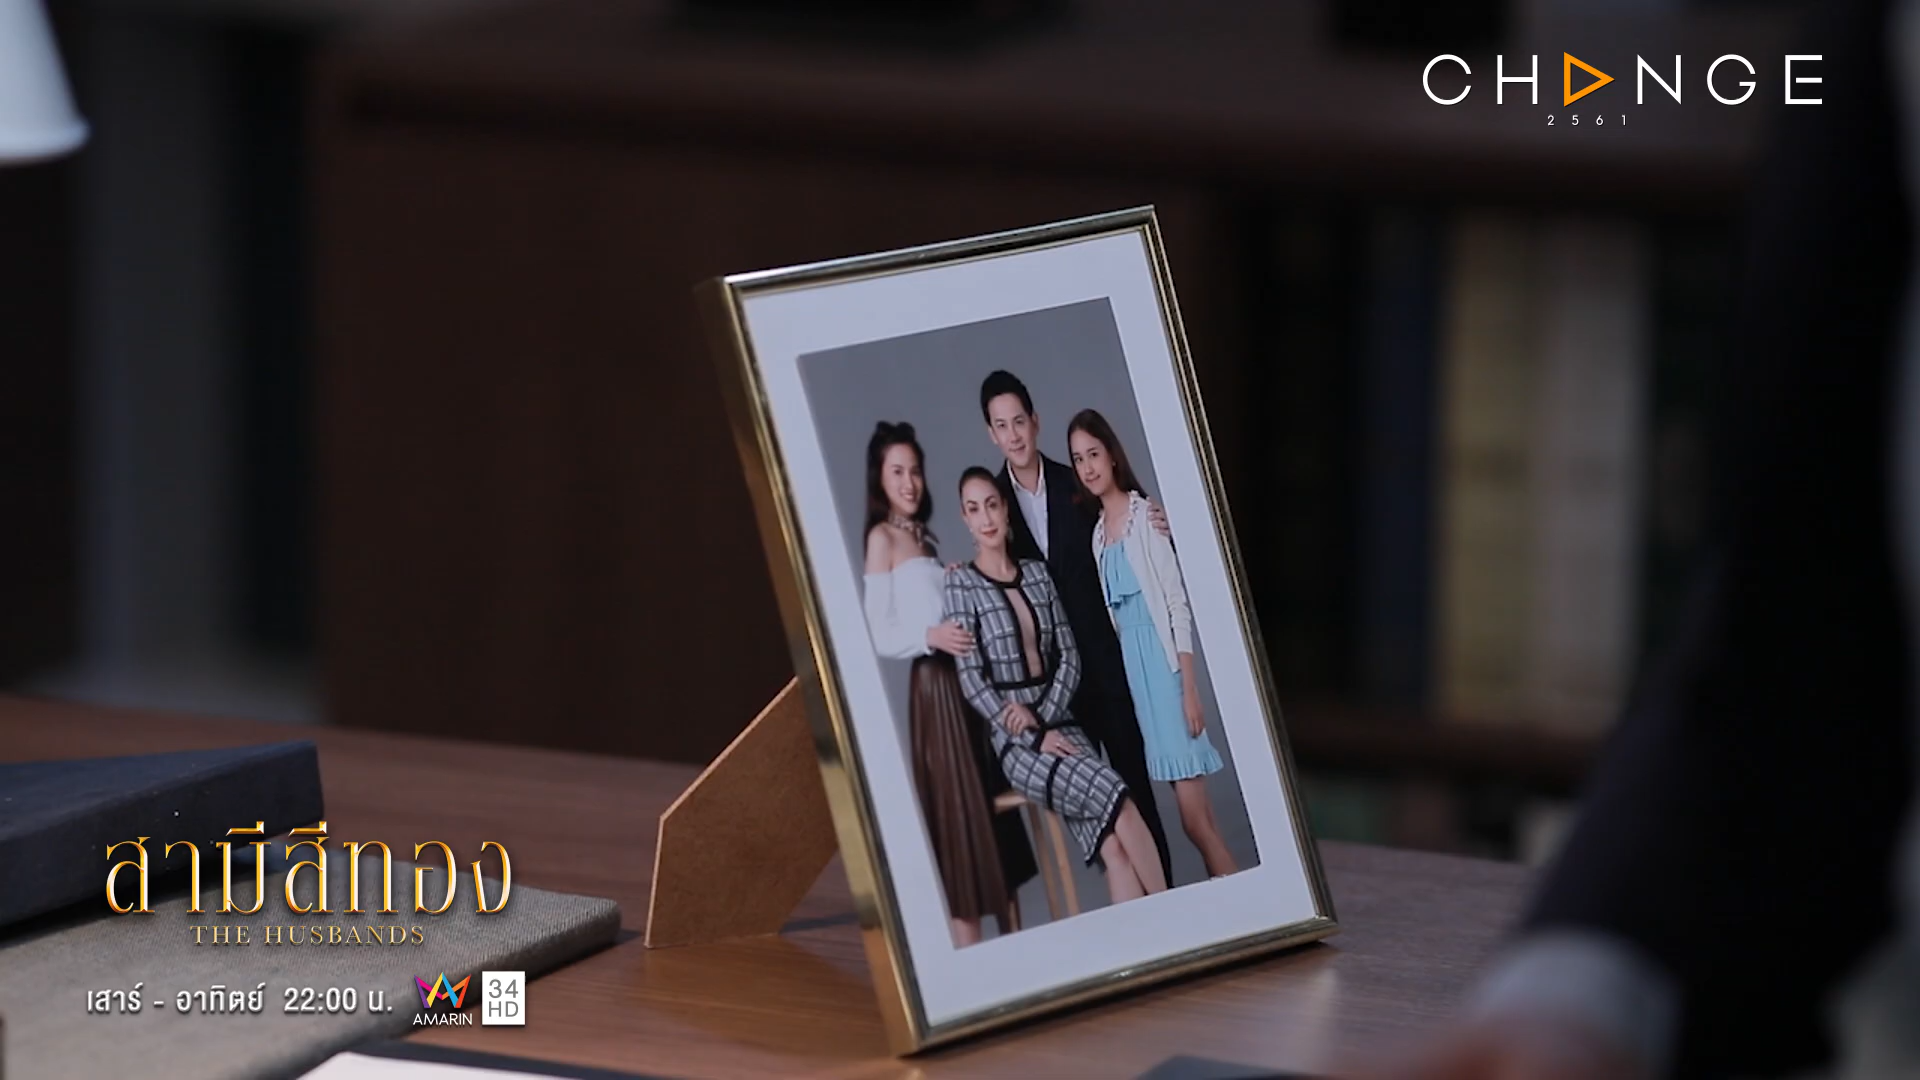 CHANGE
2561
สามีสีทอง
THE HUSBANDS
เสาร์ - อาทิตย์ 22:00 น.
AMARIN
34
HD